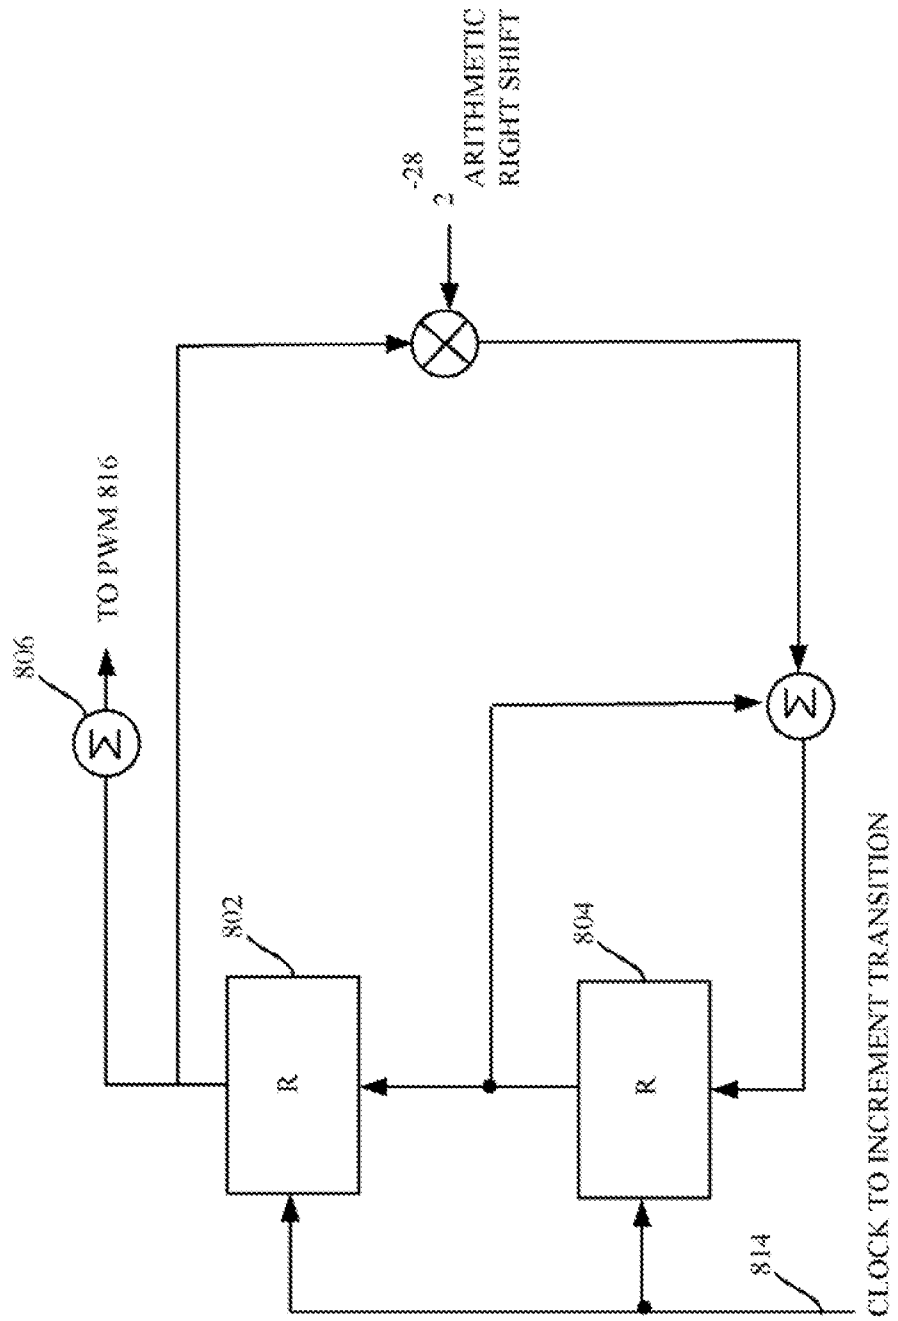 806
TO PWM 816
802
R
804
R
Σ
Σ
-28
2
ARITHMETIC
RIGHT SHIFT
814
CLOCK TO INCREMENT TRANSITION